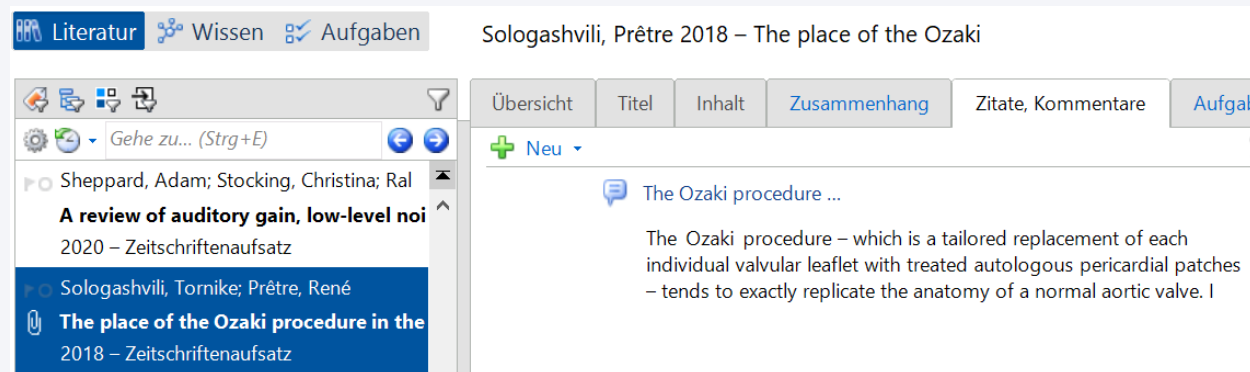 Literatur Wissen Aufgaben
Sologashvili, Prêtre 2018 – The place of the Ozaki
Übersicht Titel Inhalt Zusammenhang Zitate, Kommentare
Gehe zu... (Strg+E)
Neu
Sheppard, Adam; Stocking, Christina; Ral
A review of auditory gain, low-level noi
2020 – Zeitschriftenaufsatz
Sologashvili, Tornike; Prêtre, René
The place of the Ozaki procedure in the
2018 – Zeitschriftenaufsatz
The Ozaki procedure ...
The Ozaki procedure – which is a tailored replacement of each
individual valvular leaflet with treated autologous pericardial patches
– tends to exactly replicate the anatomy of a normal aortic valve. I